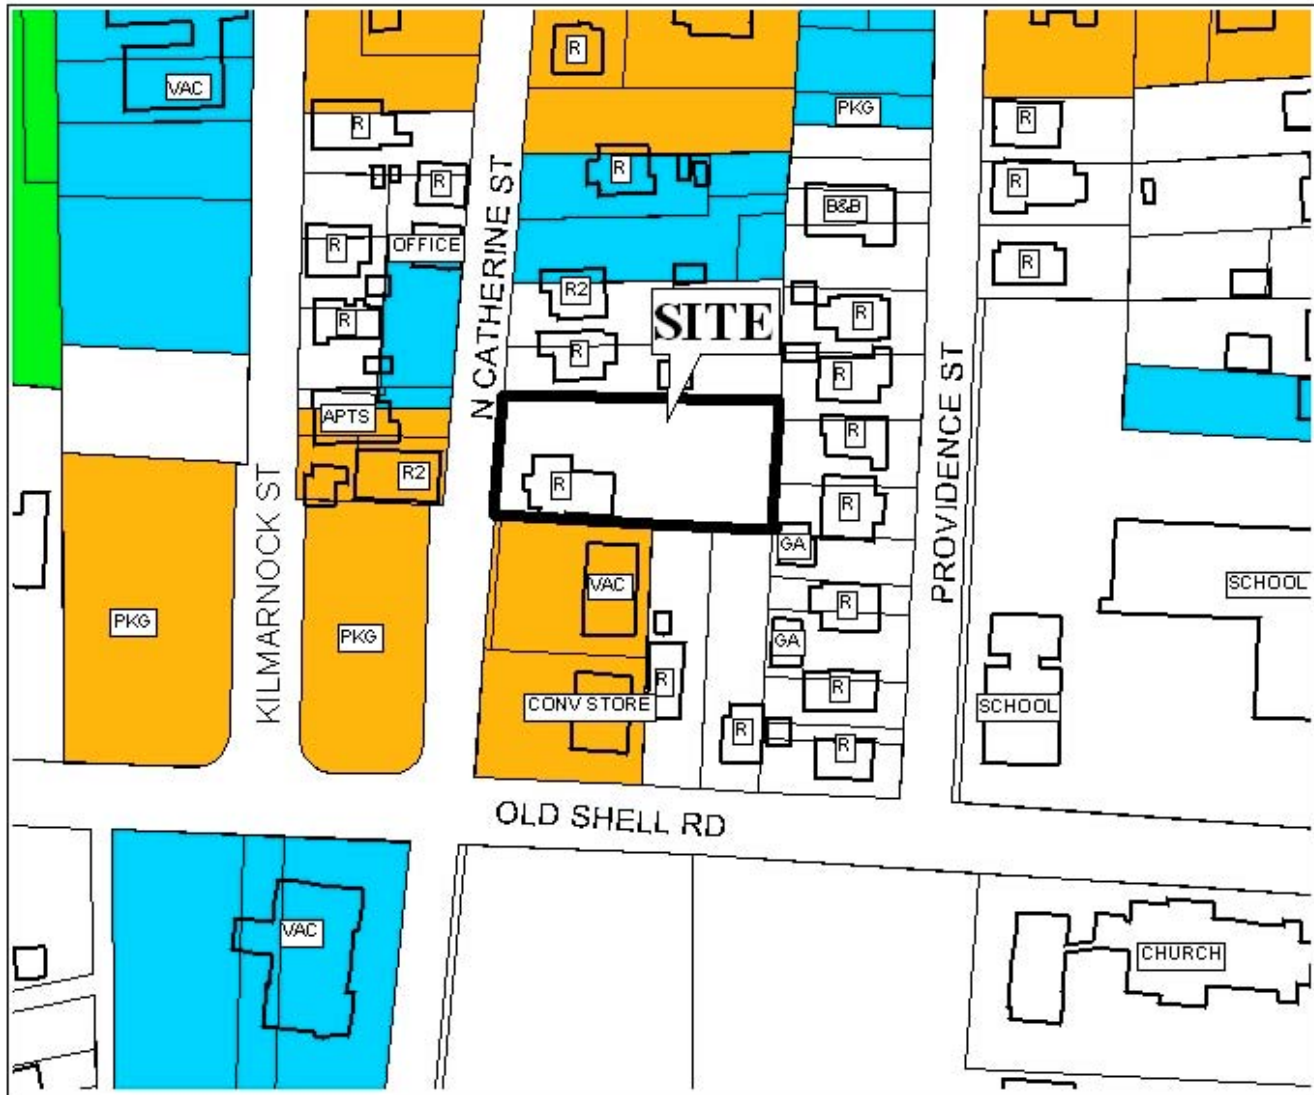 R
VAC
PKG
R
R
R
R
R
B&B
R
OFFICE
R
R
R2
SITE
R
R
R
R
APTS
R
R2
R
R
N CATHERINE ST
PROVIDENCE ST
KILMARNOCK ST
GA
VAC
SCHOOL
R
PKG
PKG
GA
R
R
CONV STORE
SCHOOL
R
R
OLD SHELL RD
VAC
CHURCH